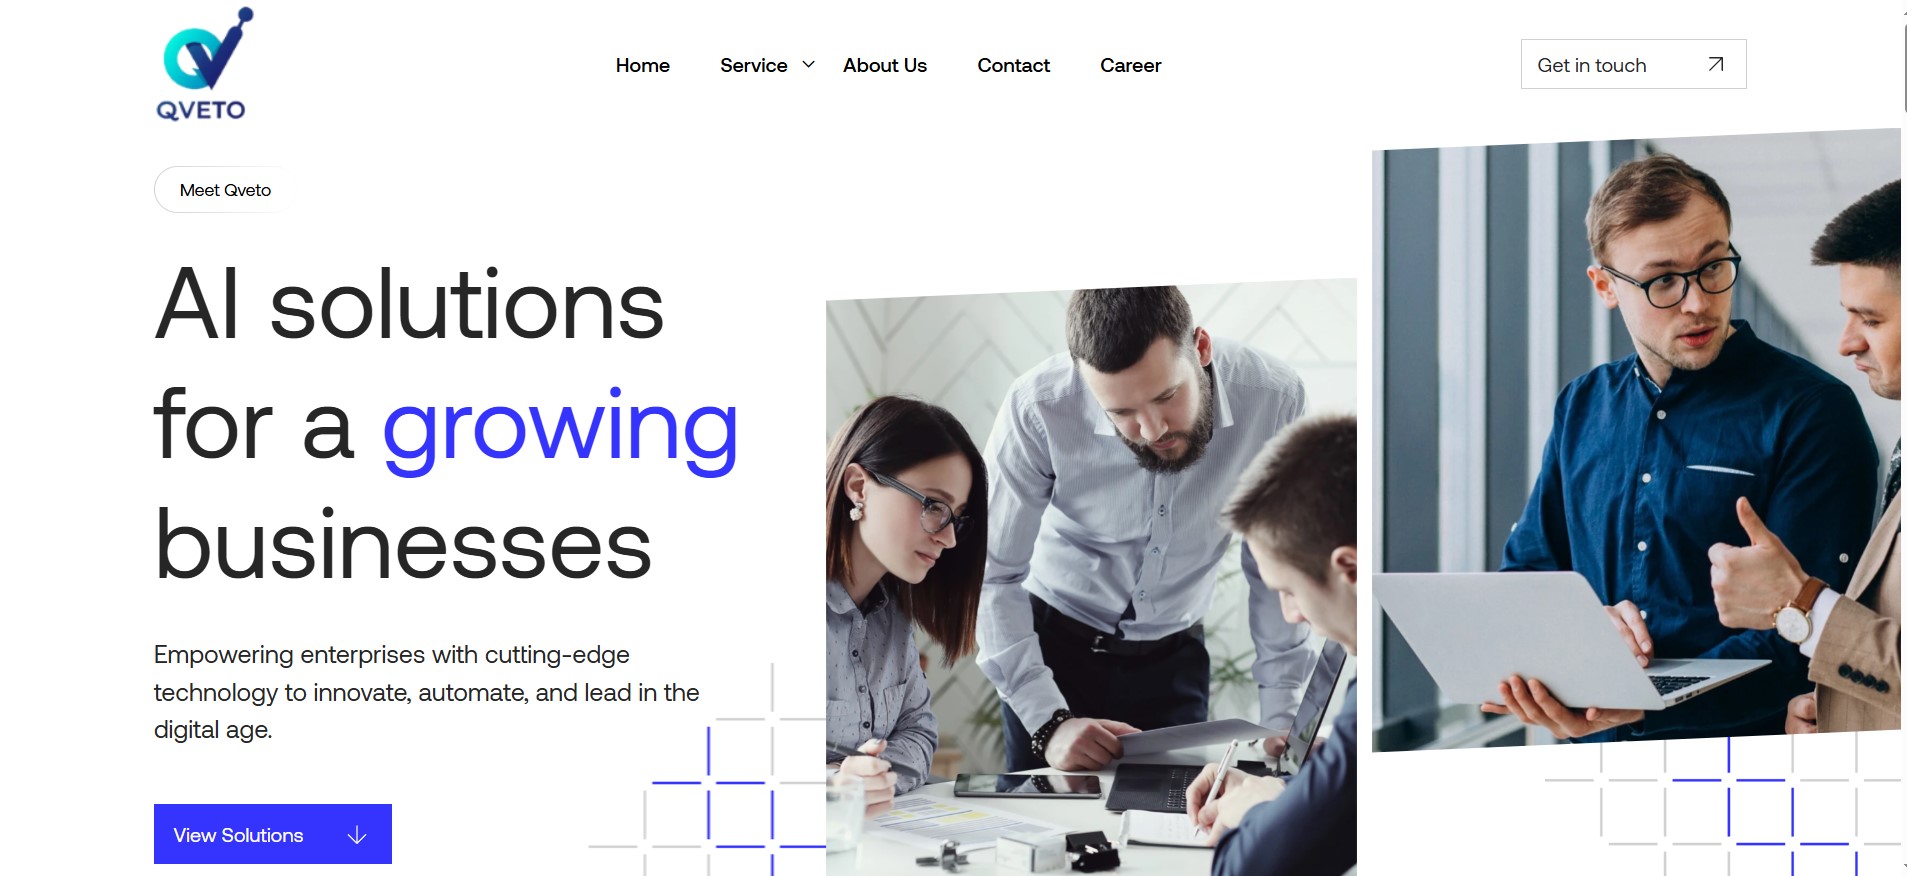 QVETO
Home
Service
About Us
Contact
Career
Get in touch
Meet Qveto
AI solutions
for a growing
businesses
Empowering enterprises with cutting-edge
technology to innovate, automate, and lead in the
digital age.
View Solutions